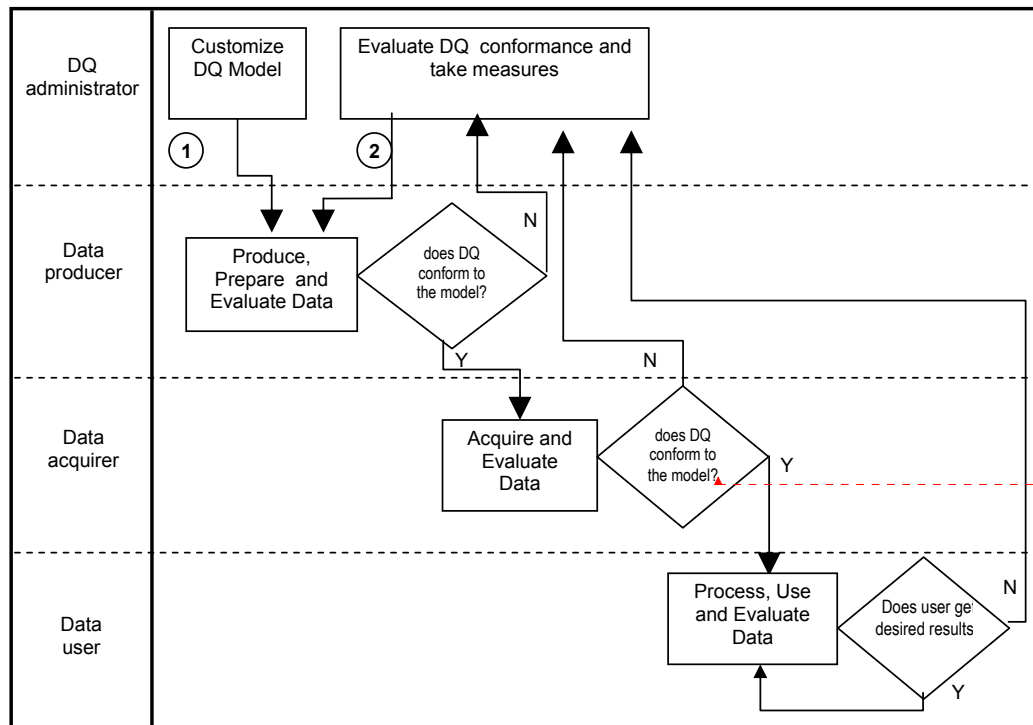 DQ
administrator
Customize
DQ Model
Evaluate DQ conformance and
take measures
1
2
Data
producer
Produce,
Prepare and
Evaluate Data
does DQ
conform to
the model?
N
Y
N
Data
acquirer
Acquire and
Evaluate
Data
does DQ
conform to
the model?
Y
Data
user
Process, Use
and Evaluate
Data
Does user get
desired results
N
Y